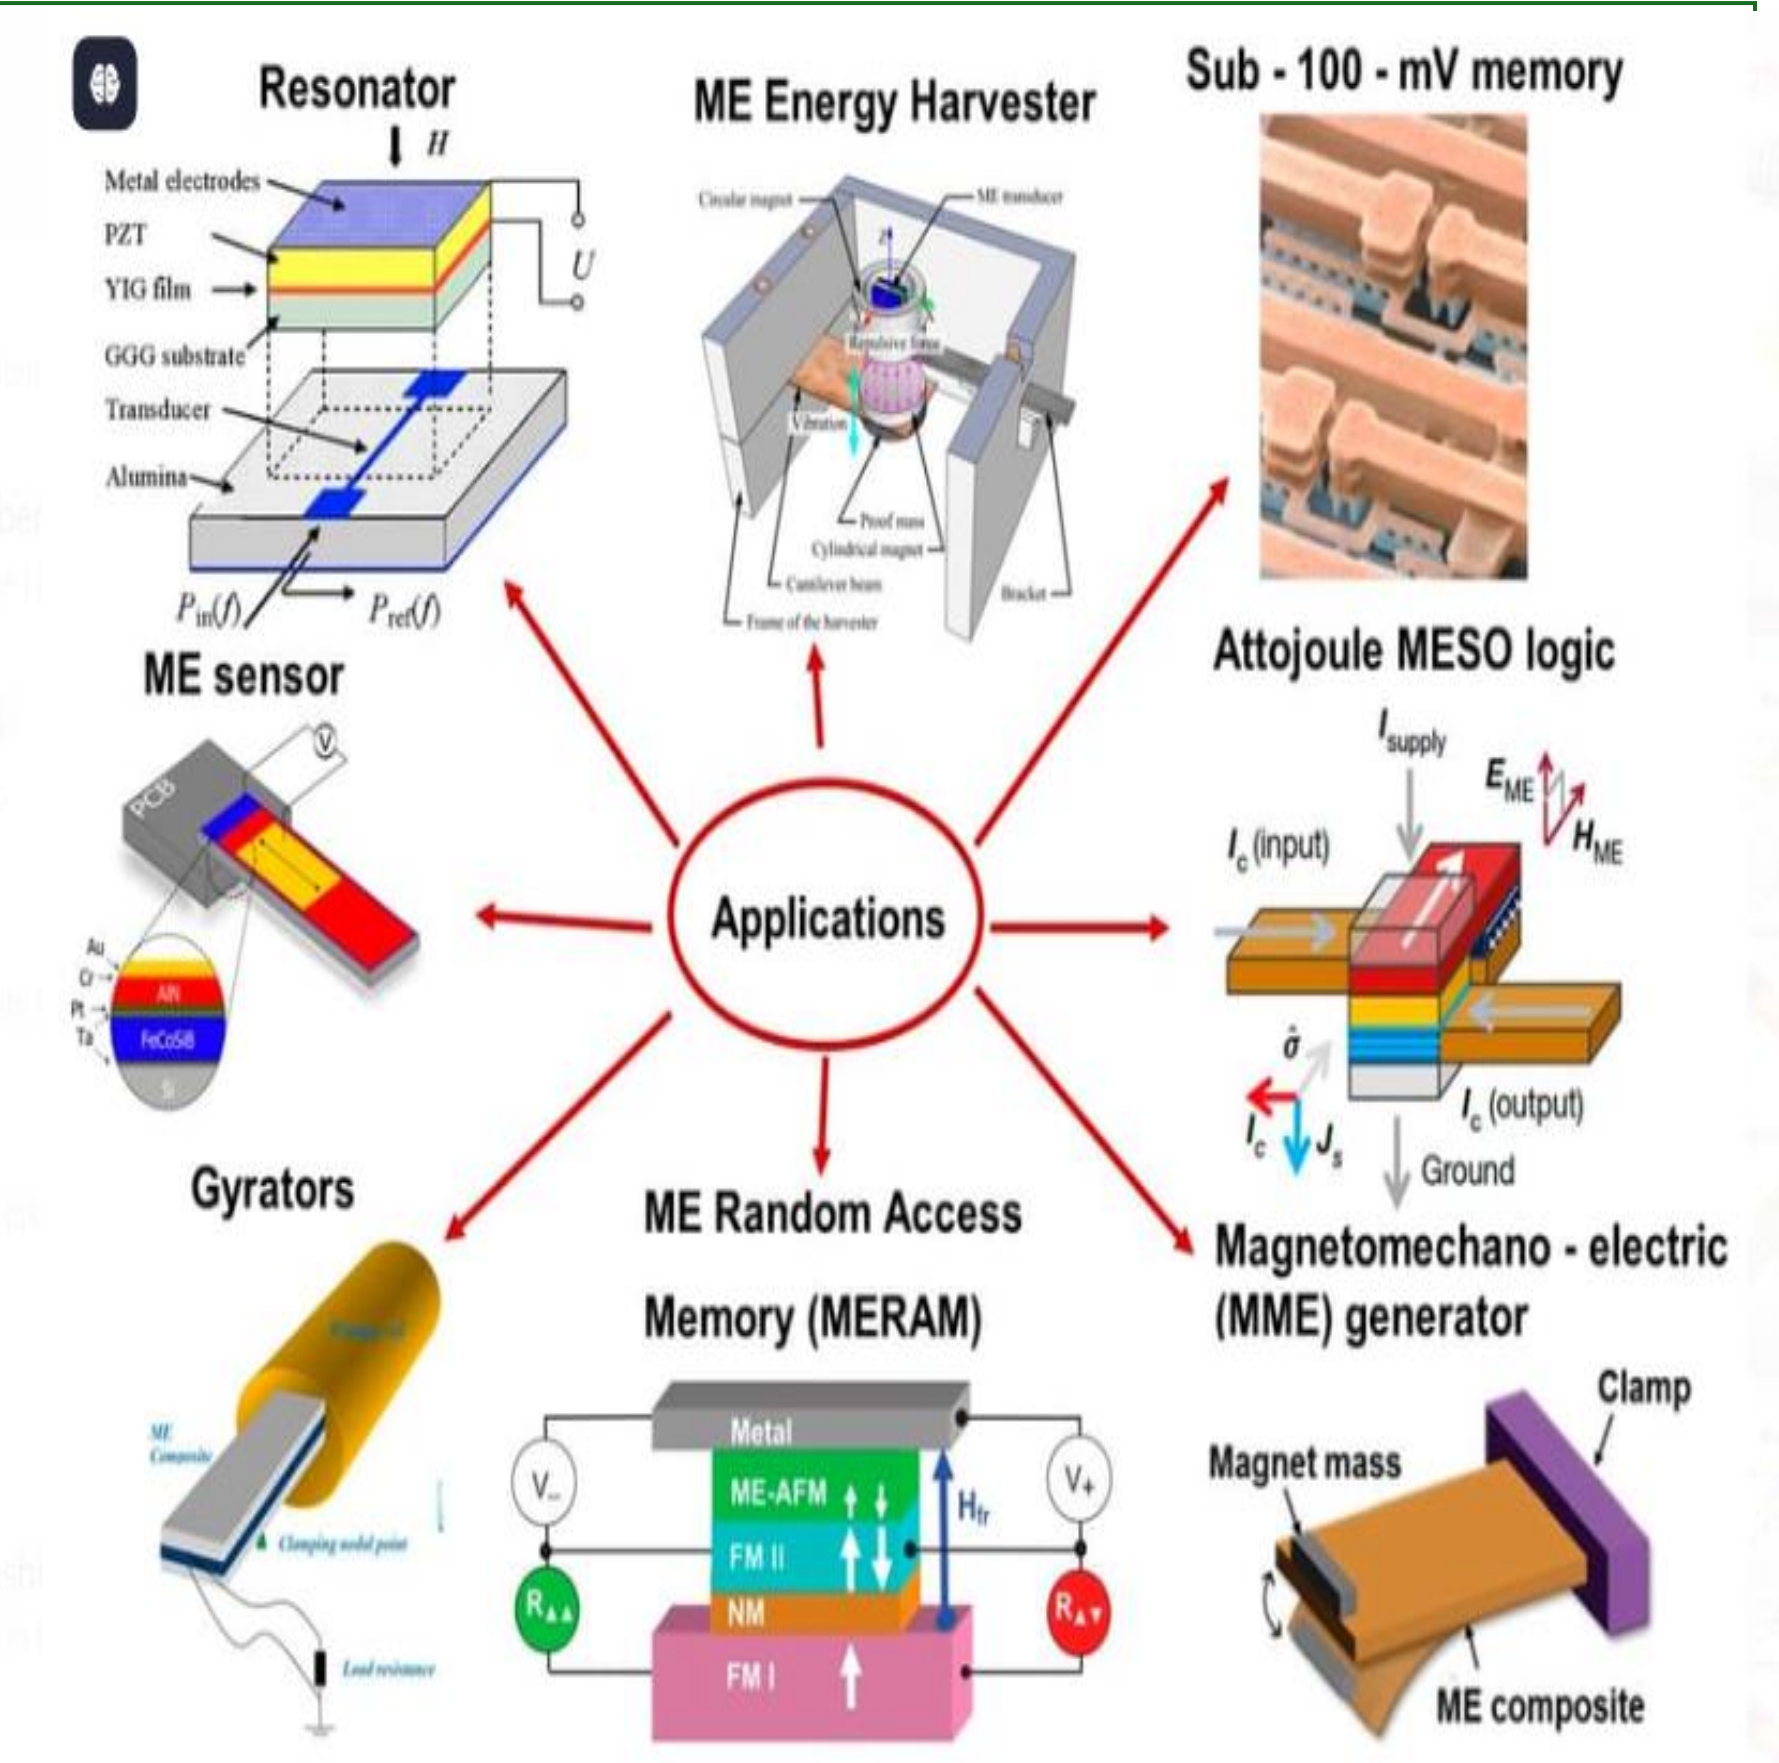 Resonator
H
Metal electrodes
PZT
YIG film
GGG substrate
Transducer
Alumina
U
Pin(f)
Pref(f)
ME Energy Harvester
Circular magnet
ME transducer
Z
Repulsive force
Vibration
Proof mass
Cylindrical magnet
Cantilever beam
Bracket
Frame of the harvester
Sub - 100 - mV memory
ME sensor
V
PCB
Au
Cr
AlN
Pt
Ta
FeCoSiB
Si
Applications
Attojoule MESO logic
Isupply
EME
HME
Ic (input)
σ̂
Ic
Js
Ic (output)
Ground
Gyrators
ME
Composite
Clamping nodal point
Load resistance
ME Random Access
Memory (MERAM)
Metal
V-
V+
ME-AFM
Htr
FM II
R▲▲
R▲▼
NM
FM I
Magnetomechano - electric
(MME) generator
Clamp
Magnet mass
ME composite